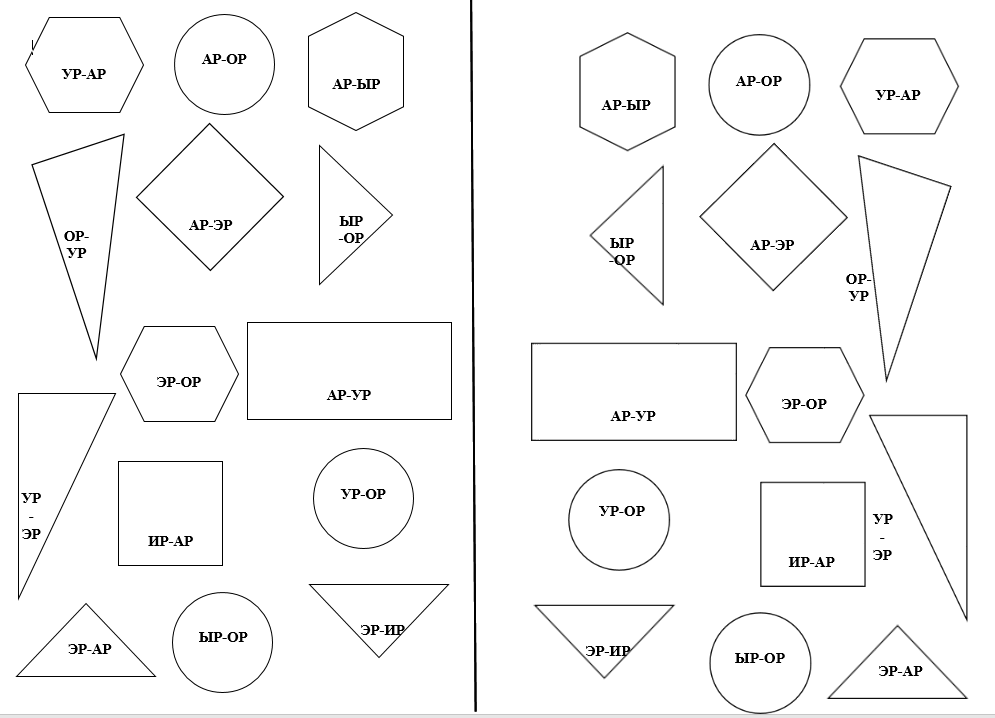 УР-АР
АР-ОР
АР-ЫР
ОР-
УР
АР-ЭР
ЫР
-ОР
ЭР-ОР
АР-УР
УР
-
ЭР
ИР-АР
УР-ОР
ЭР-АР
ЫР-ОР
ЭР-ИР
АР-ЫР
АР-ОР
УР-АР
ЫР
-ОР
АР-ЭР
ОР-
УР
АР-УР
ЭР-ОР
УР-ОР
ИР-АР
УР
-
ЭР
ЭР-ИР
ЫР-ОР
ЭР-АР